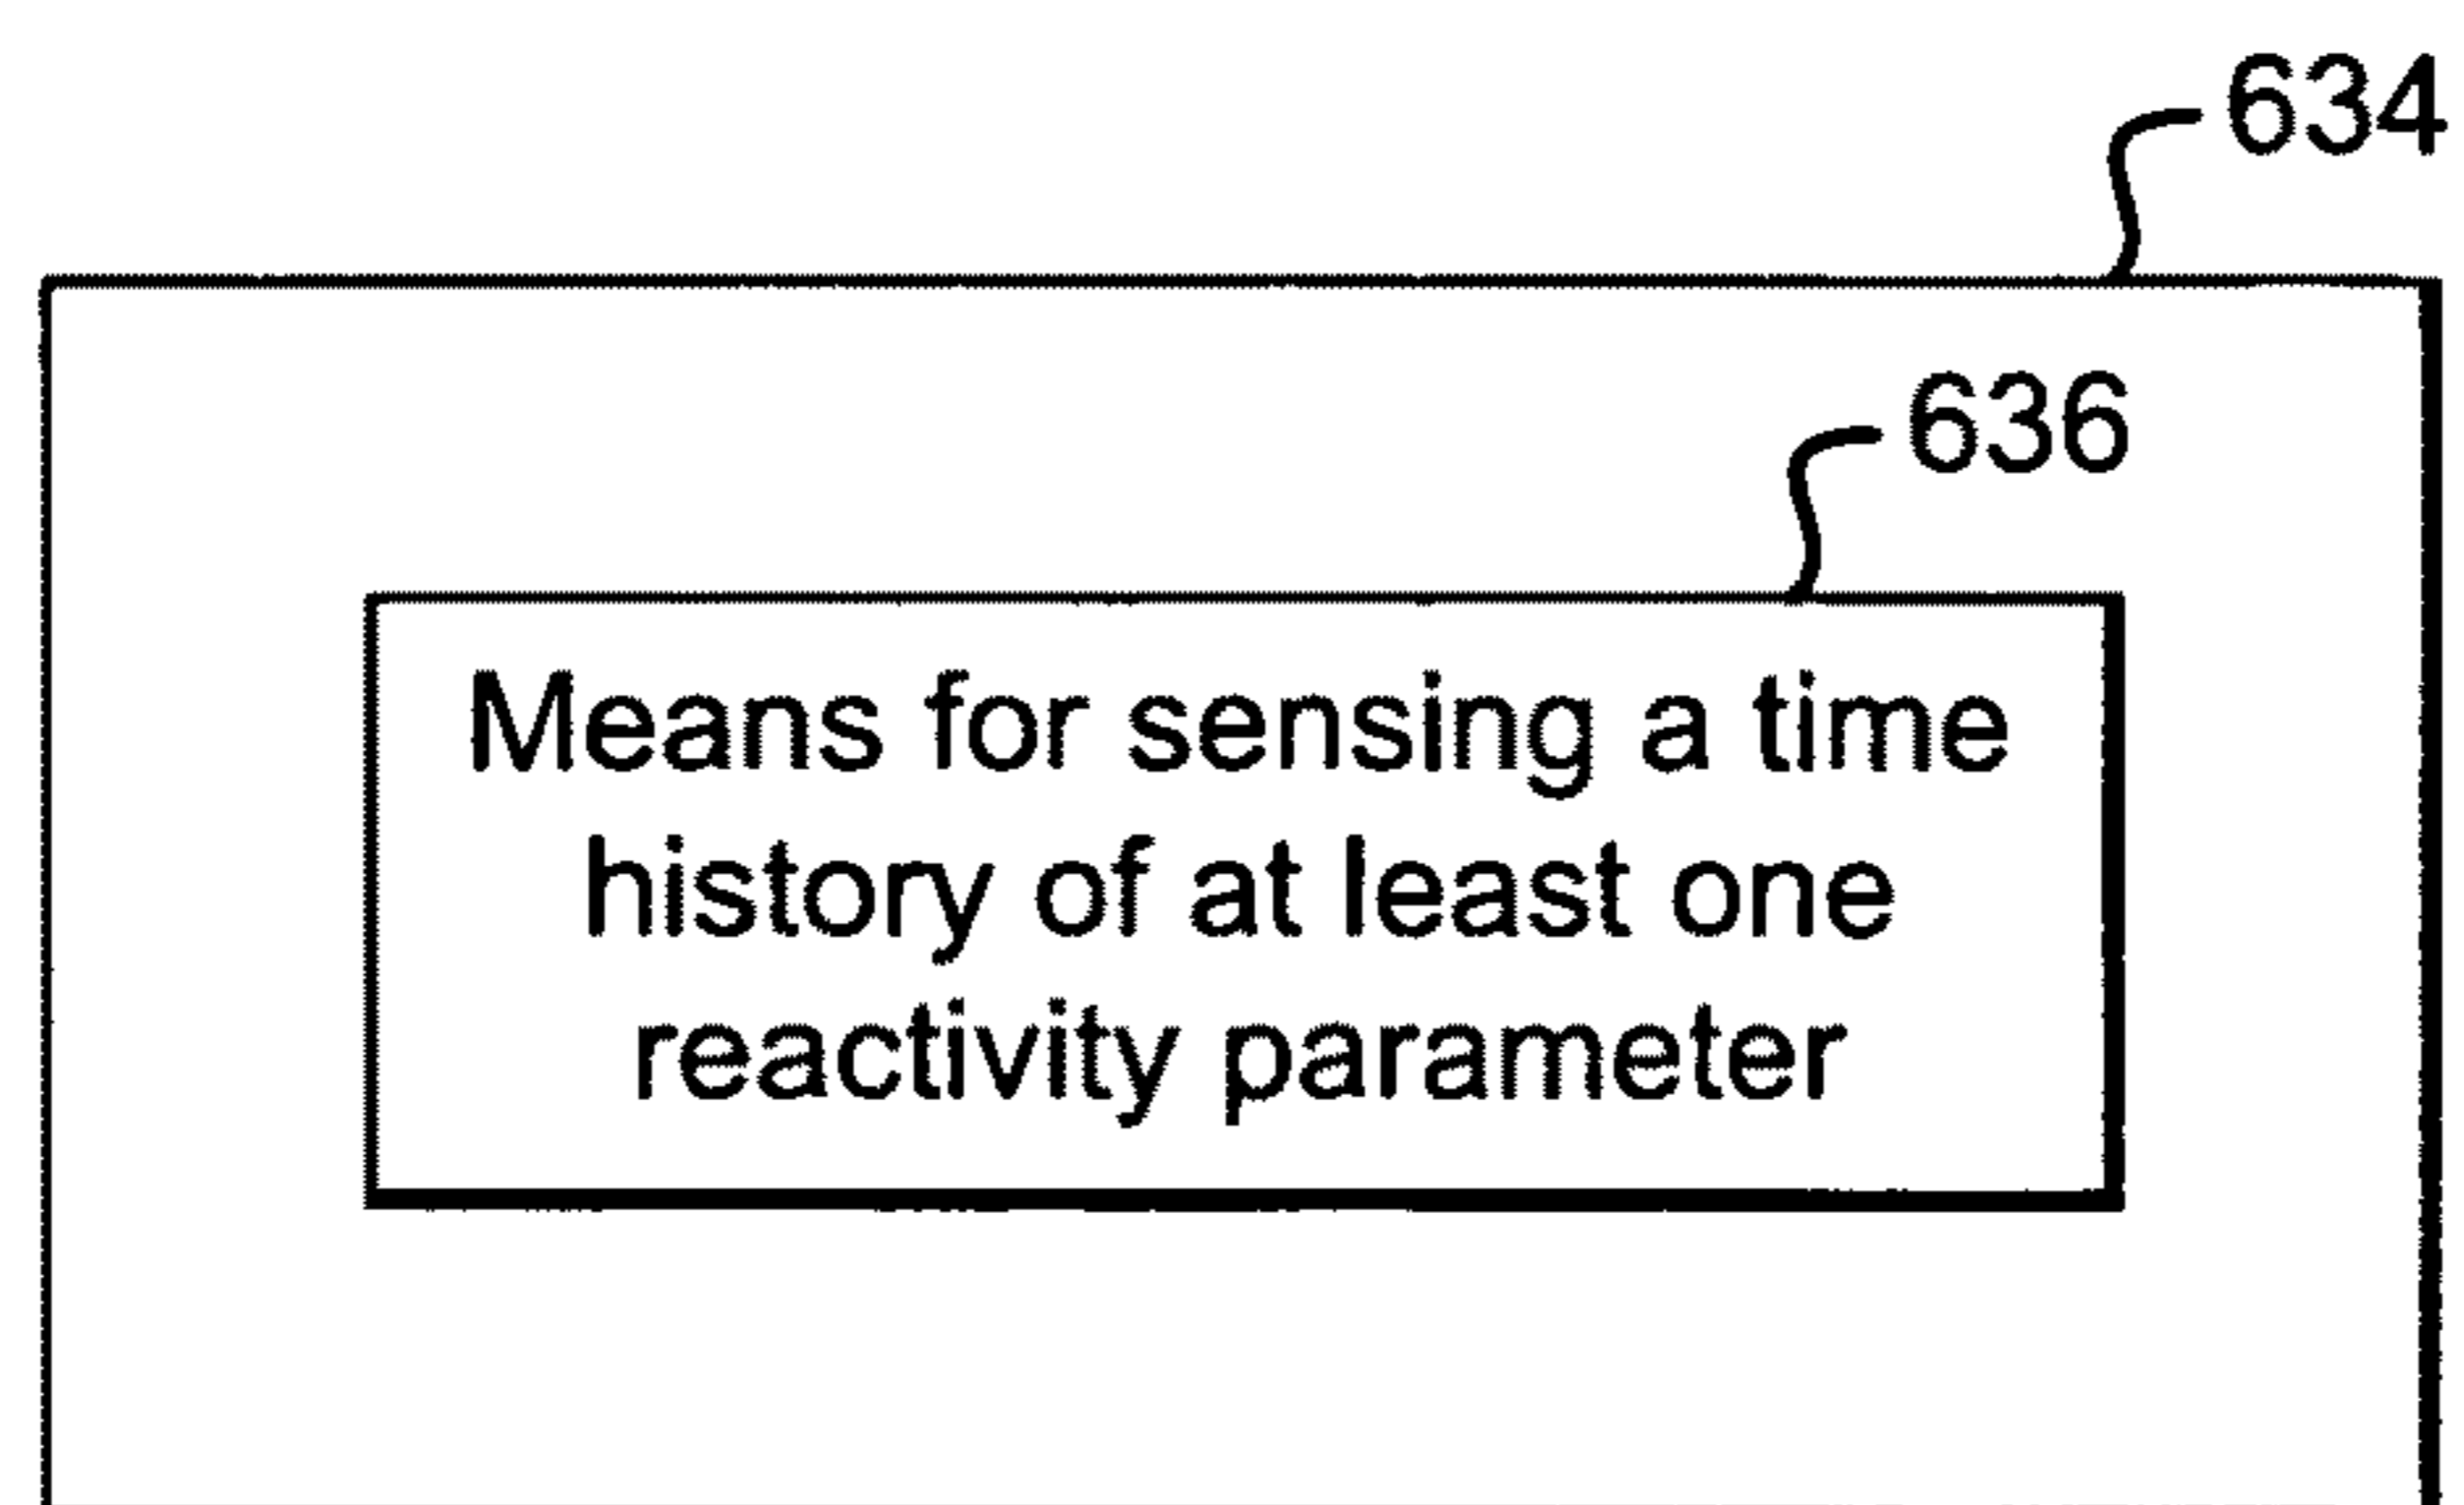 634
636
Means for sensing a time
history of at least one
reactivity parameter